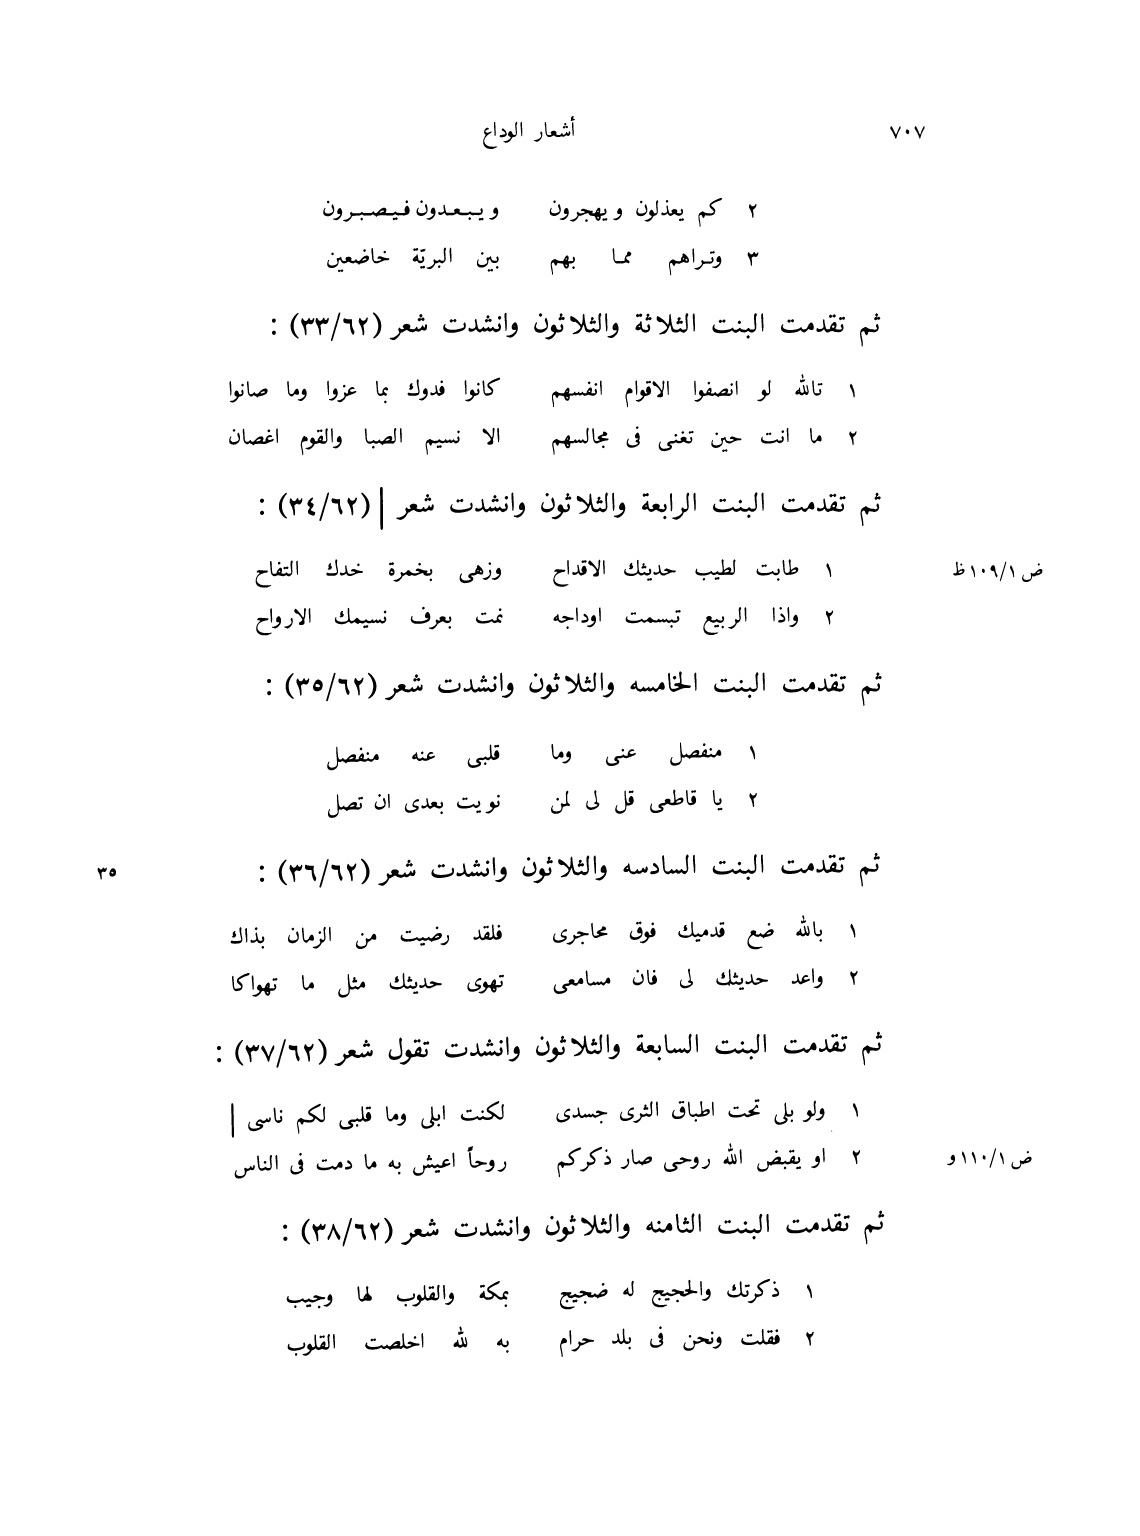 ٧٠٧ أشعار الوداع
٢ كم يعذلون ويهجرون ويبعدون فيصبرون
٣ وتراهم مما بهم بين البريّة خاضعين
ثم تقدمت البنت الثلاثة والثلاثون وانشدت شعر (٣٣/٦٢) :
١ تالله لو انصفوا الاقوام انفسهم كانوا فدوك بما عزوا وما صانوا
٢ ما انت حين تغنى فى مجالسهم الا نسيم الصبا والقوم اغصان
ثم تقدمت البنت الرابعة والثلاثون وانشدت شعر | (٣٤/٦٢) :
١ طابت لطيب حديثك الاقداح وزهى بخمرة خدك التفاح ض ١٠٩/١ظ
٢ واذا الربيع تبسمت اوداجه نمت بعرف نسيمك الارواح
ثم تقدمت البنت الخامسه والثلاثون وانشدت شعر (٣٥/٦٢) :
١ منفصل عنى وما قلبى عنه منفصل
٢ يا قاطعى قل لى لمن نويت بعدى ان تصل
ثم تقدمت البنت السادسه والثلاثون وانشدت شعر (٣٦/٦٢) : ٣٥
١ بالله ضع قدميك فوق محاجرى فلقد رضيت من الزمان بذاك
٢ واعد حديثك لى فان مسامعى تهوى حديثك مثل ما تهواكا
ثم تقدمت البنت السابعة والثلاثون وانشدت تقول شعر (٣٧/٦٢) :
١ ولو بلى تحت اطباق الثرى جسدى لكنت ابلى وما قلبى لكم ناسى |
٢ او يقبض الله روحى صار ذكركم روحاً اعيش به ما دمت فى الناس ض ١١٠/١و
ثم تقدمت البنت الثامنه والثلاثون وانشدت شعر (٣٨/٦٢) :
١ ذكرتك والحجيج له ضجيج بمكة والقلوب لها وجيب
٢ فقلت ونحن فى بلد حرام به لله اخلصت القلوب